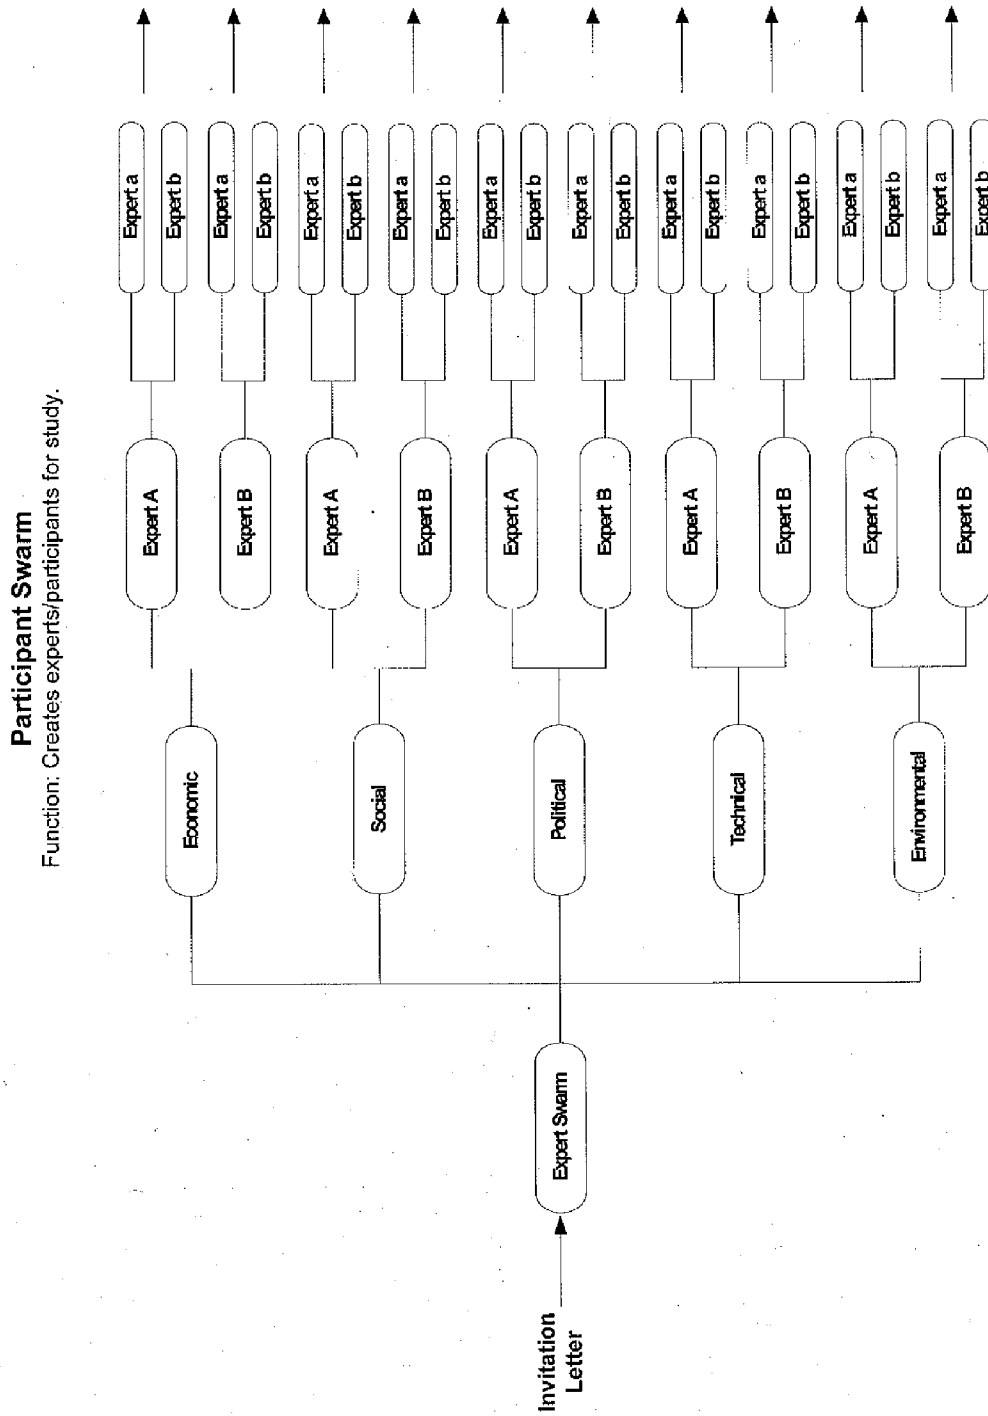 Participant Swarm
Function: Creates experts/participants for study.
Invitation
Letter
Expert Swarm
Economic
Social
Political
Technical
Environmental
Expert A
Expert B
Expert A
Expert B
Expert A
Expert B
Expert A
Expert B
Expert A
Expert B
Expert a
Expert b
Expert a
Expert b
Expert a
Expert b
Expert a
Expert b
Expert a
Expert b
Expert a
Expert b
Expert a
Expert b
Expert a
Expert b
Expert a
Expert b
Expert a
Expert b